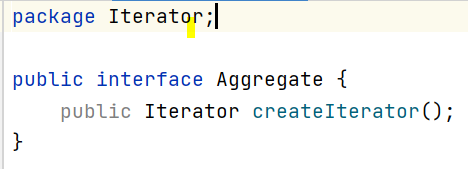 package Iterator;
public interface Aggregate {
    public Iterator createIterator();
}